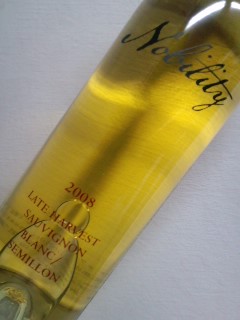 Nobility
2008
LATE HARVEST
SAUVIGNON
BLANC/
SEMILLON